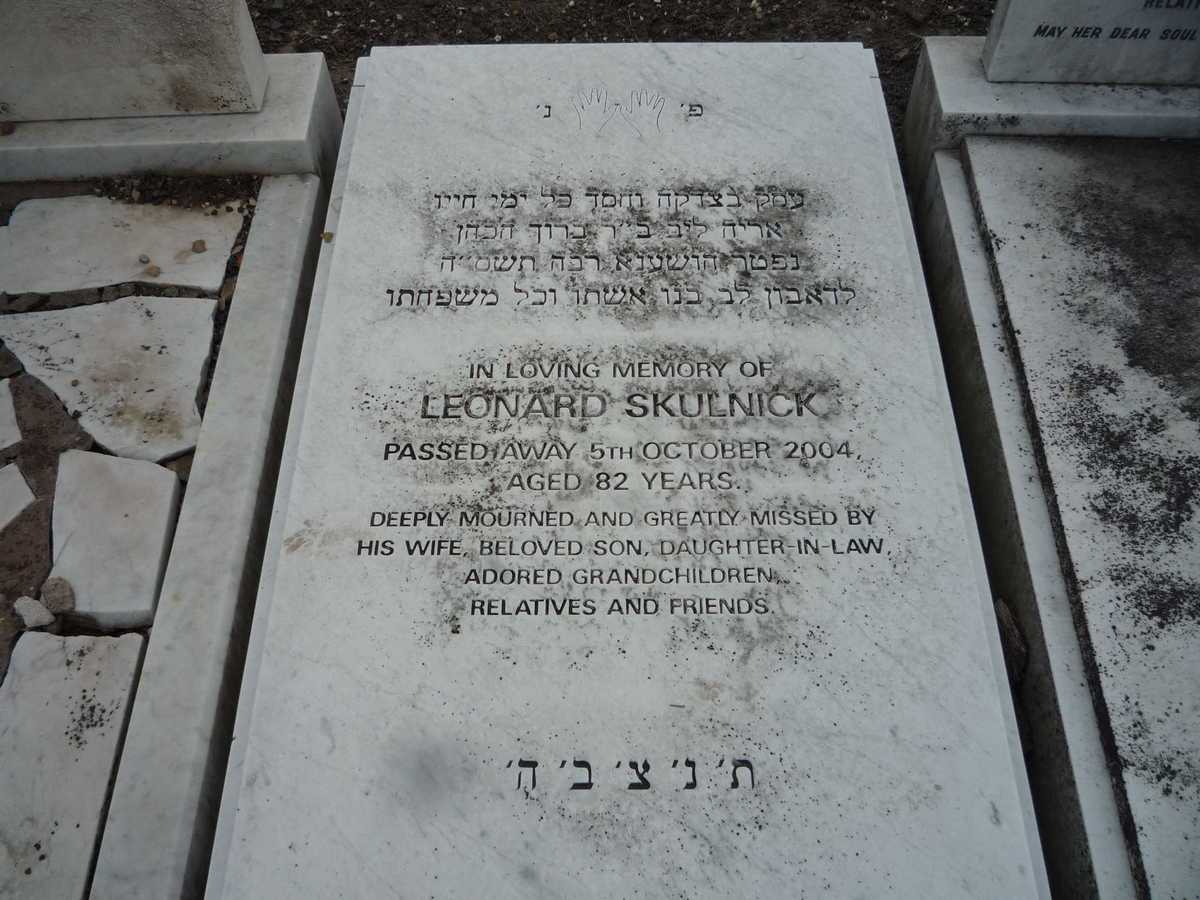 RELATI
MAY HER DEAR SOUL
פ׳ נ׳
עסק בצדקה וחסד כל ימי חייו
אריה ליב ב״ר ברוך הכהן
נפטר הושענא רבה תשס״ה
לדאבון לב בנו אשתו וכל משפחתו
IN LOVING MEMORY OF
LEONARD SKULNICK
PASSED AWAY 5TH OCTOBER 2004,
AGED 82 YEARS.
DEEPLY MOURNED AND GREATLY MISSED BY
HIS WIFE, BELOVED SON, DAUGHTER-IN-LAW,
ADORED GRANDCHILDREN,
RELATIVES AND FRIENDS.
ת׳ נ׳ צ׳ ב׳ ה׳